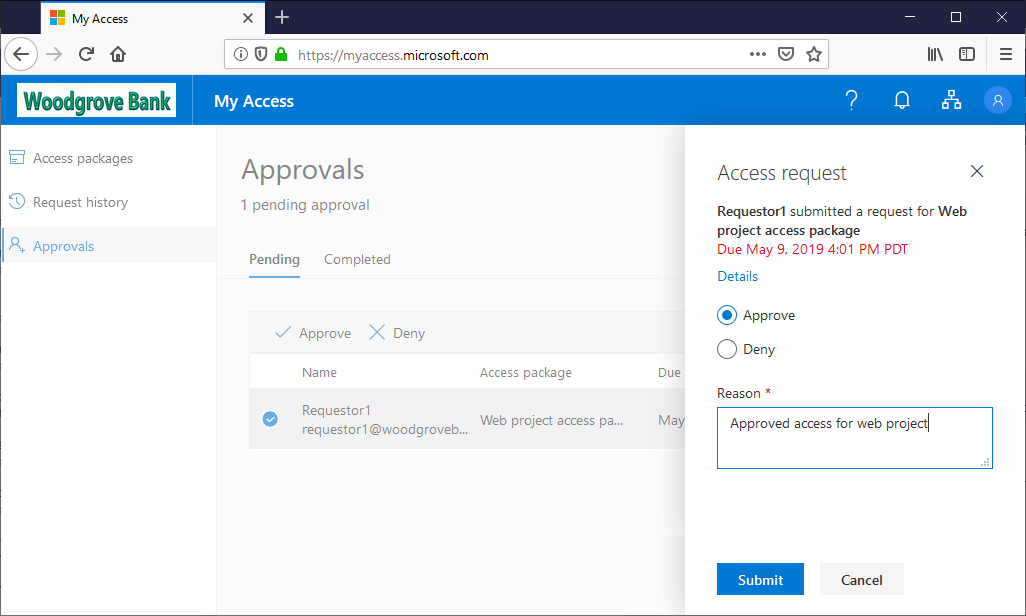 My Access
https://myaccess.microsoft.com
Woodgrove Bank
My Access
Access packages
Request history
Approvals
Approvals
1 pending approval
Pending
Completed
Approve
Deny
Name
Access package
Due
Requestor1
requestor1@woodgroveb...
Web project access pa...
May
Access request
Requestor1 submitted a request for Web
project access package
Due May 9, 2019 4:01 PM PDT
Details
Approve
Deny
Reason *
Approved access for web project
Submit
Cancel